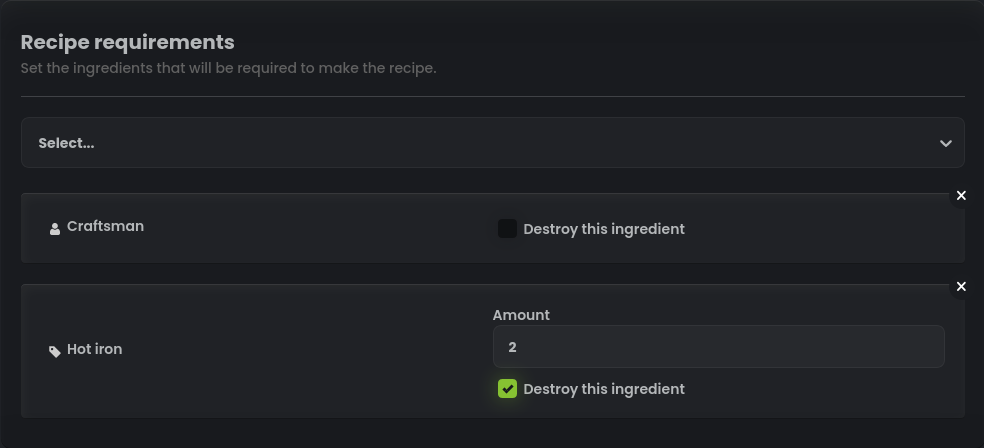 Recipe requirements
Set the ingredients that will be required to make the recipe.
Select...
Craftsman
Destroy this ingredient
Amount
2
Hot iron
Destroy this ingredient